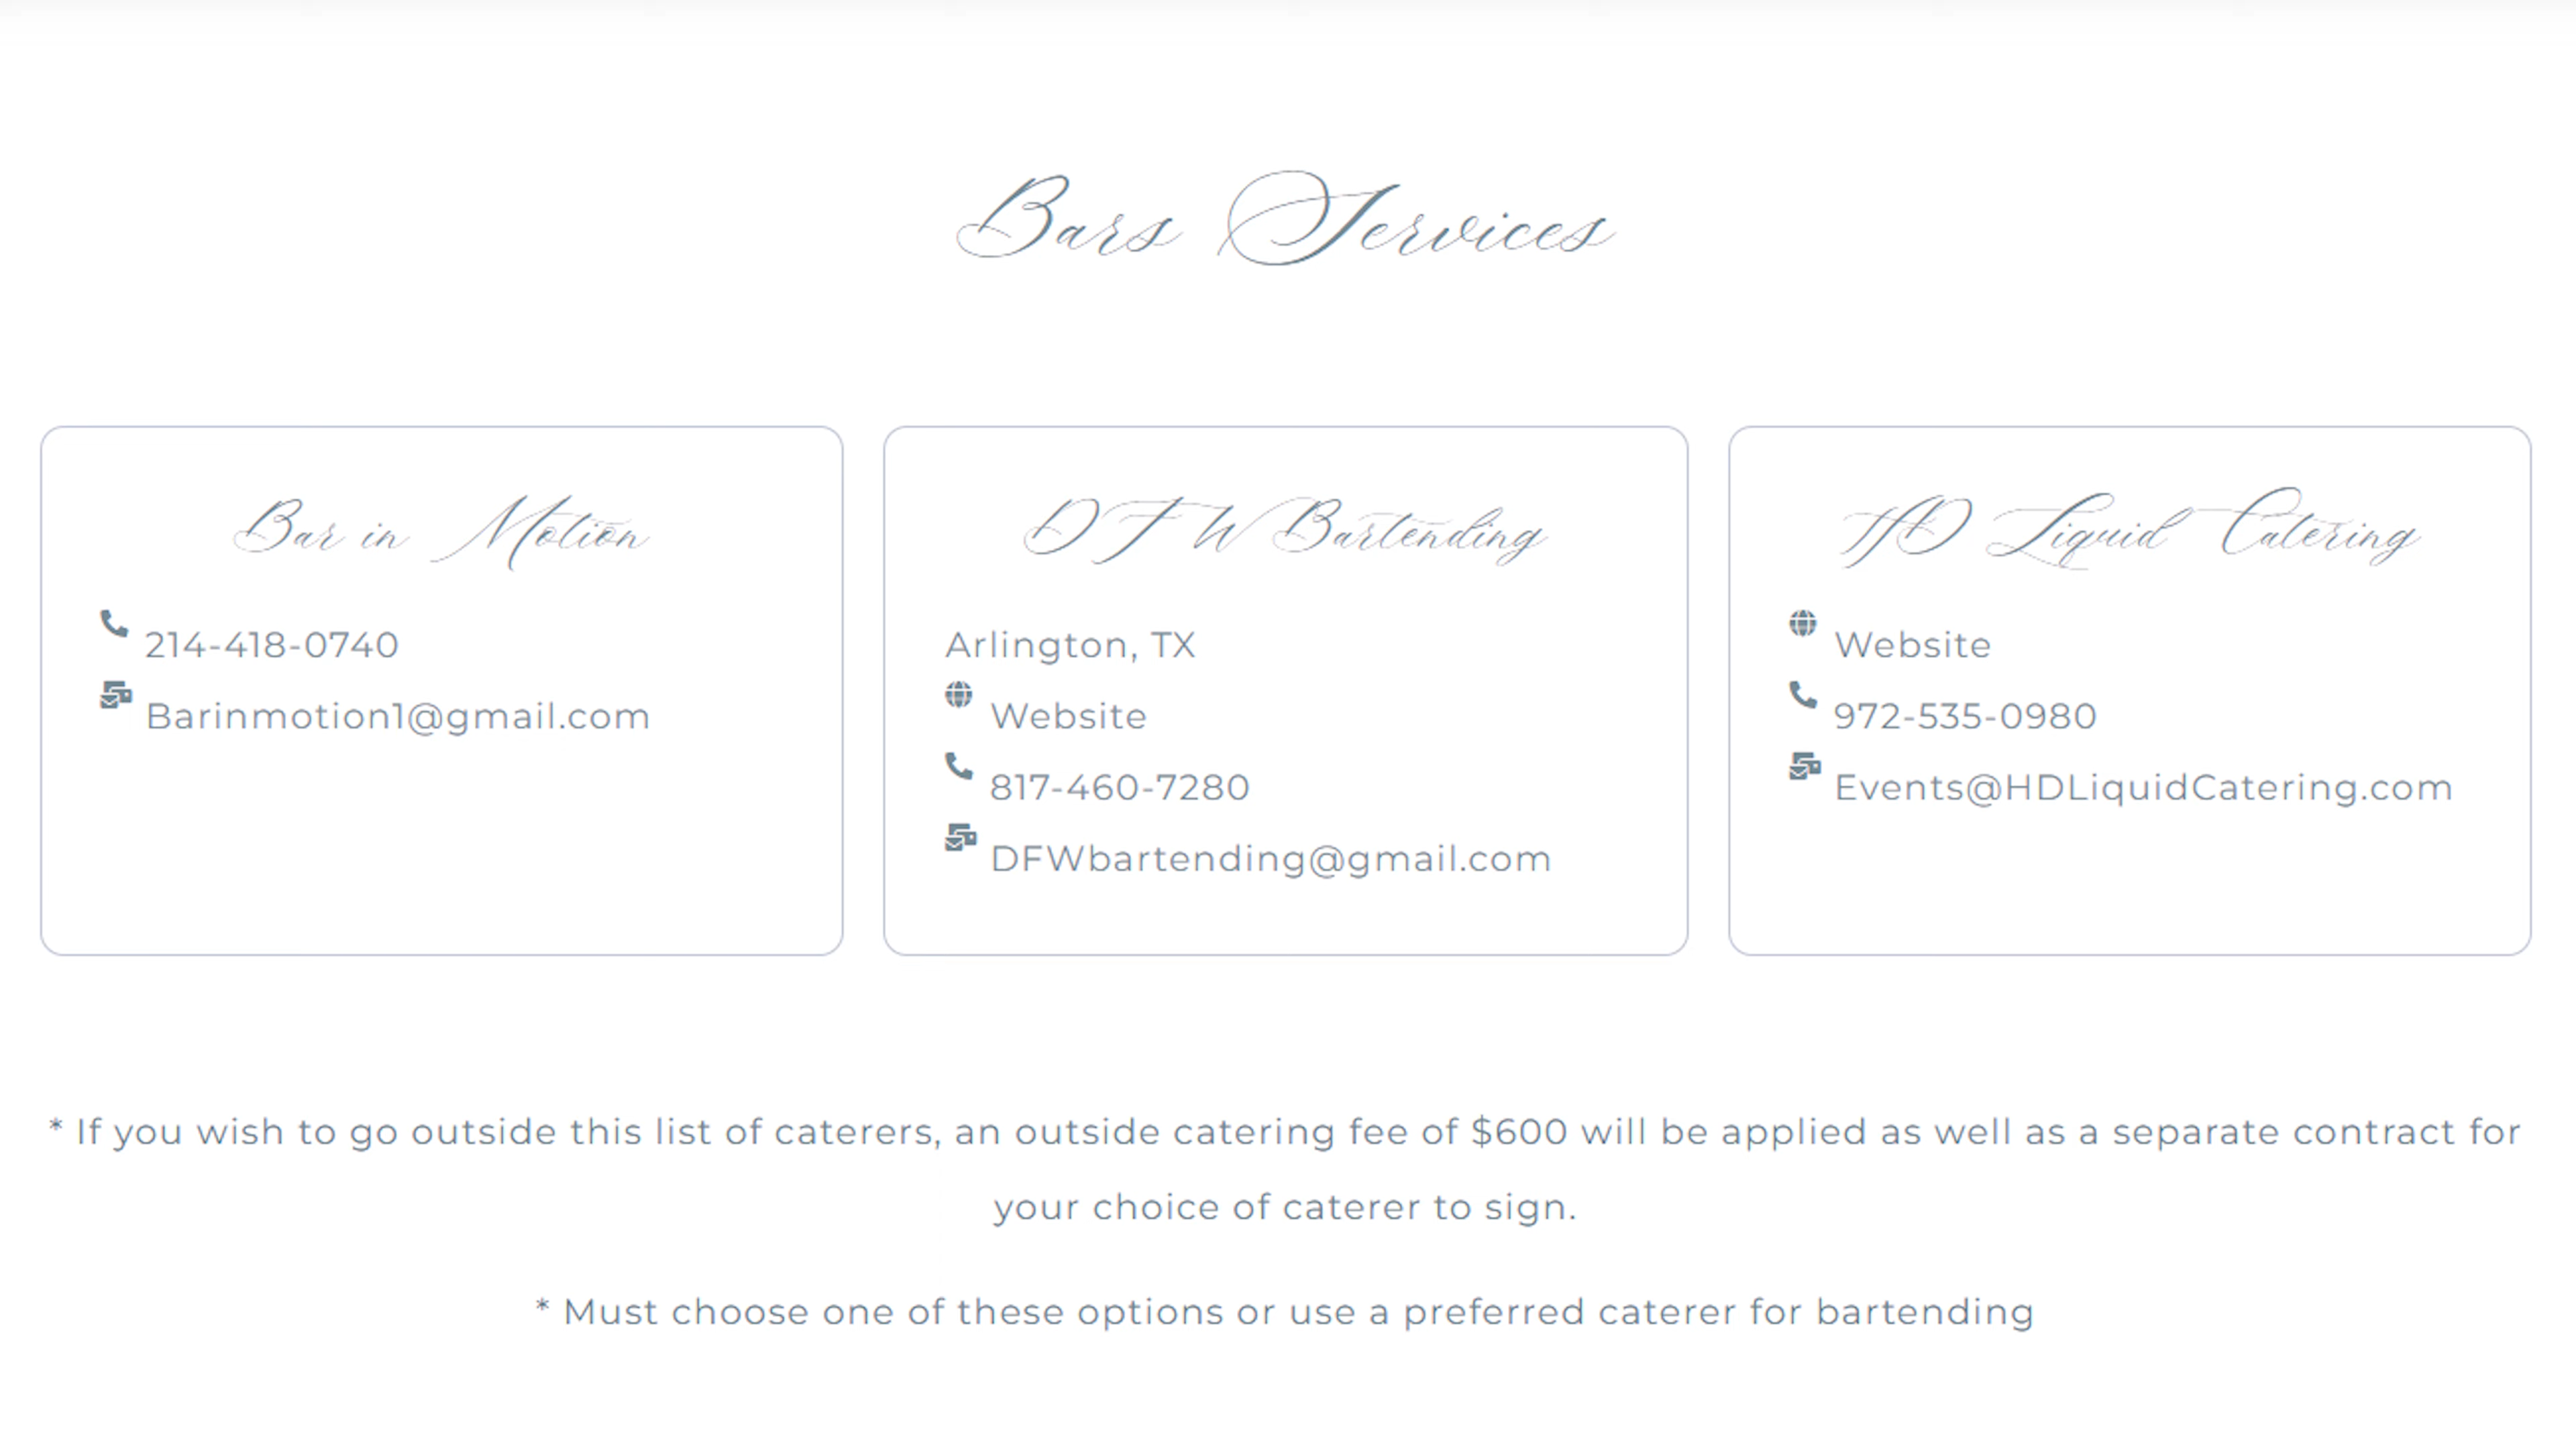 Bars Services
Bar in Motion
214-418-0740
Barinmotion1@gmail.com
DFW Bartending
Arlington, TX
Website
817-460-7280
DFWbartending@gmail.com
HD Liquid Catering
Website
972-535-0980
Events@HDLiquidCatering.com
* If you wish to go outside this list of caterers, an outside catering fee of $600 will be applied as well as a separate contract for
your choice of caterer to sign.
* Must choose one of these options or use a preferred caterer for bartending